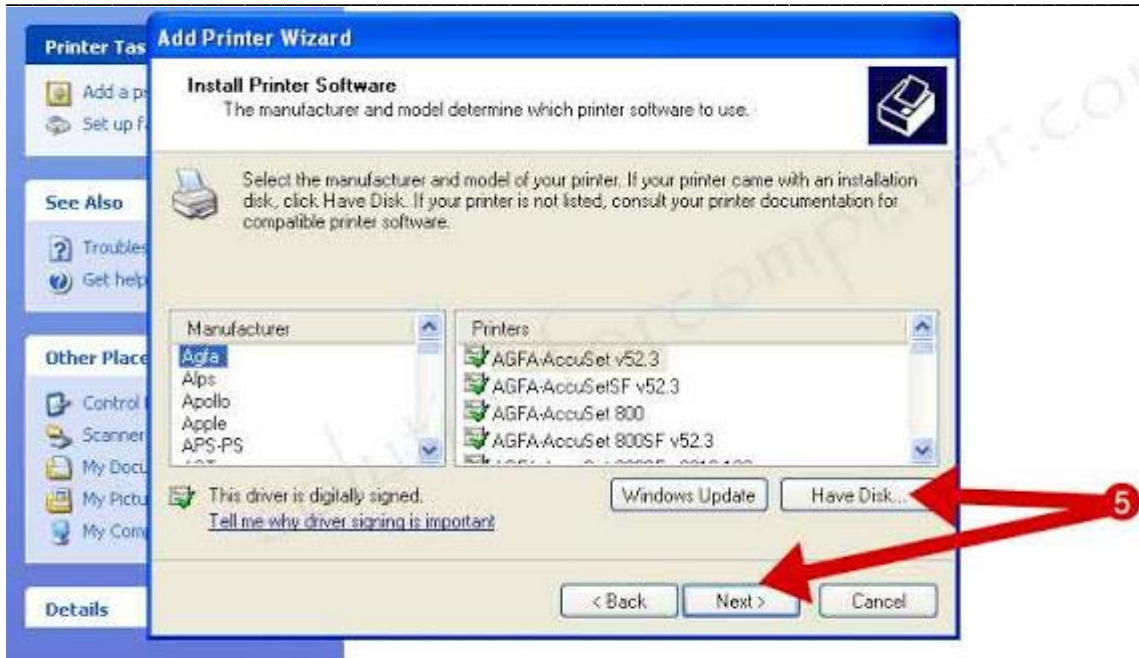 Printer Tas
Add a p
Set up f
See Also
Troubles
Get help
Other Place
Control
Scanner
My Docu
My Pictu
My Com
Details
Add Printer Wizard
Install Printer Software
The manufacturer and model determine which printer software to use.
Select the manufacturer and model of your printer. If your printer came with an installation
disk, click Have Disk. If your printer is not listed, consult your printer documentation for
compatible printer software.
Manufacturer
Agfa
Alps
Apollo
Apple
APS-PS
Printers
AGFA-AccuSet v52.3
AGFA-AccuSetSF v52.3
AGFA-AccuSet 800
AGFA-AccuSet 800SF v52.3
This driver is digitally signed.
Tell me why driver signing is important
Windows Update
Have Disk...
5
< Back
Next >
Cancel